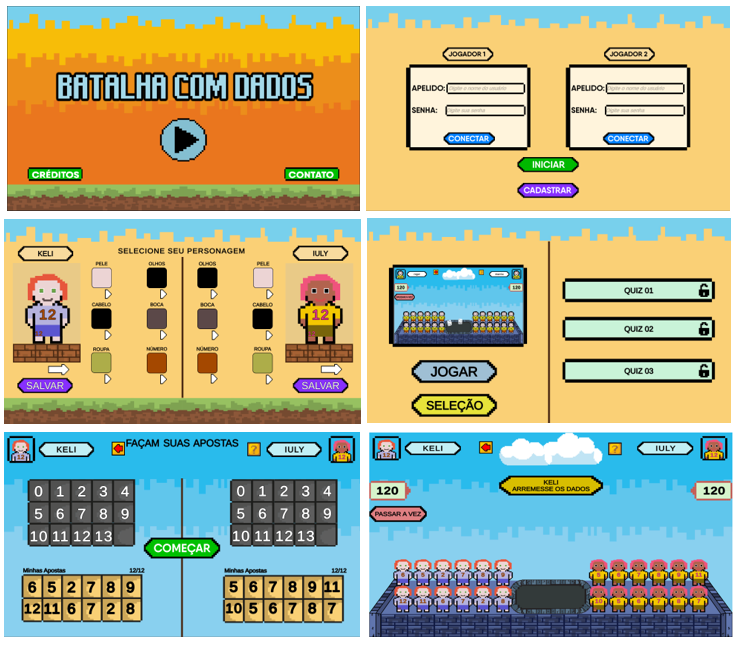 BATALHA COM DADOS
CRÉDITOS
CONTATO
JOGADOR 1
JOGADOR 2
APELIDO: Digite o nome do usuário
SENHA: Digite sua senha
CONECTAR
APELIDO: Digite o nome do usuário
SENHA: Digite sua senha
CONECTAR
INICIAR
CADASTRAR
KELI
SELECIONE SEU PERSONAGEM
IULY
PELE
OLHOS
OLHOS
PELE
CABELO
BOCA
BOCA
CABELO
ROUPA
NÚMERO
NÚMERO
ROUPA
12
12
SALVAR
SALVAR
120
120
JOGAR
SELEÇÃO
QUIZ 01
QUIZ 02
QUIZ 03
12
KELI
FAÇAM SUAS APOSTAS
?
IULY
12
0 1 2 3 4
5 6 7 8 9
10 11 12 13
0 1 2 3 4
5 6 7 8 9
10 11 12 13
COMEÇAR
Minhas Apostas 12/12
6 5 2 7 8 9
12 11 6 7 2 8
Minhas Apostas 12/12
5 6 7 8 9 11
10 5 6 7 8 7
12
KELI
?
IULY
12
KELI
ARREMESSE OS DADOS
120
120
PASSAR A VEZ